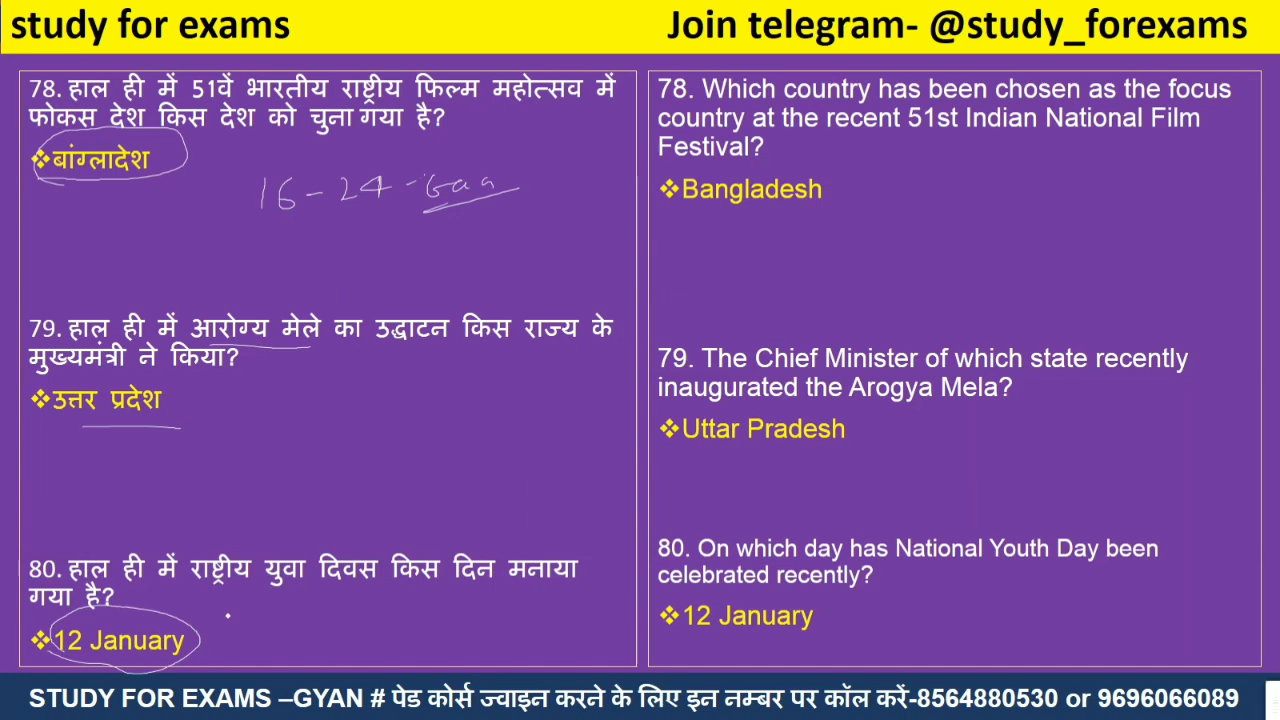 study for exams
Join telegram- @study_forexams
78. हाल ही में 51वें भारतीय राष्ट्रीय फिल्म महोत्सव में
फोकस देश किस देश को चुना गया है?
❖बांग्लादेश
16-24-Goa
79. हाल ही में आरोग्य मेले का उद्घाटन किस राज्य के
मुख्यमंत्री ने किया?
❖उत्तर प्रदेश
80. हाल ही में राष्ट्रीय युवा दिवस किस दिन मनाया
गया है?
❖12 January
78. Which country has been chosen as the focus
country at the recent 51st Indian National Film
Festival?
❖Bangladesh
79. The Chief Minister of which state recently
inaugurated the Arogya Mela?
❖Uttar Pradesh
80. On which day has National Youth Day been
celebrated recently?
❖12 January
STUDY FOR EXAMS –GYAN # पेड कोर्स ज्वाइन करने के लिए इन नम्बर पर कॉल करें-8564880530 or 9696066089